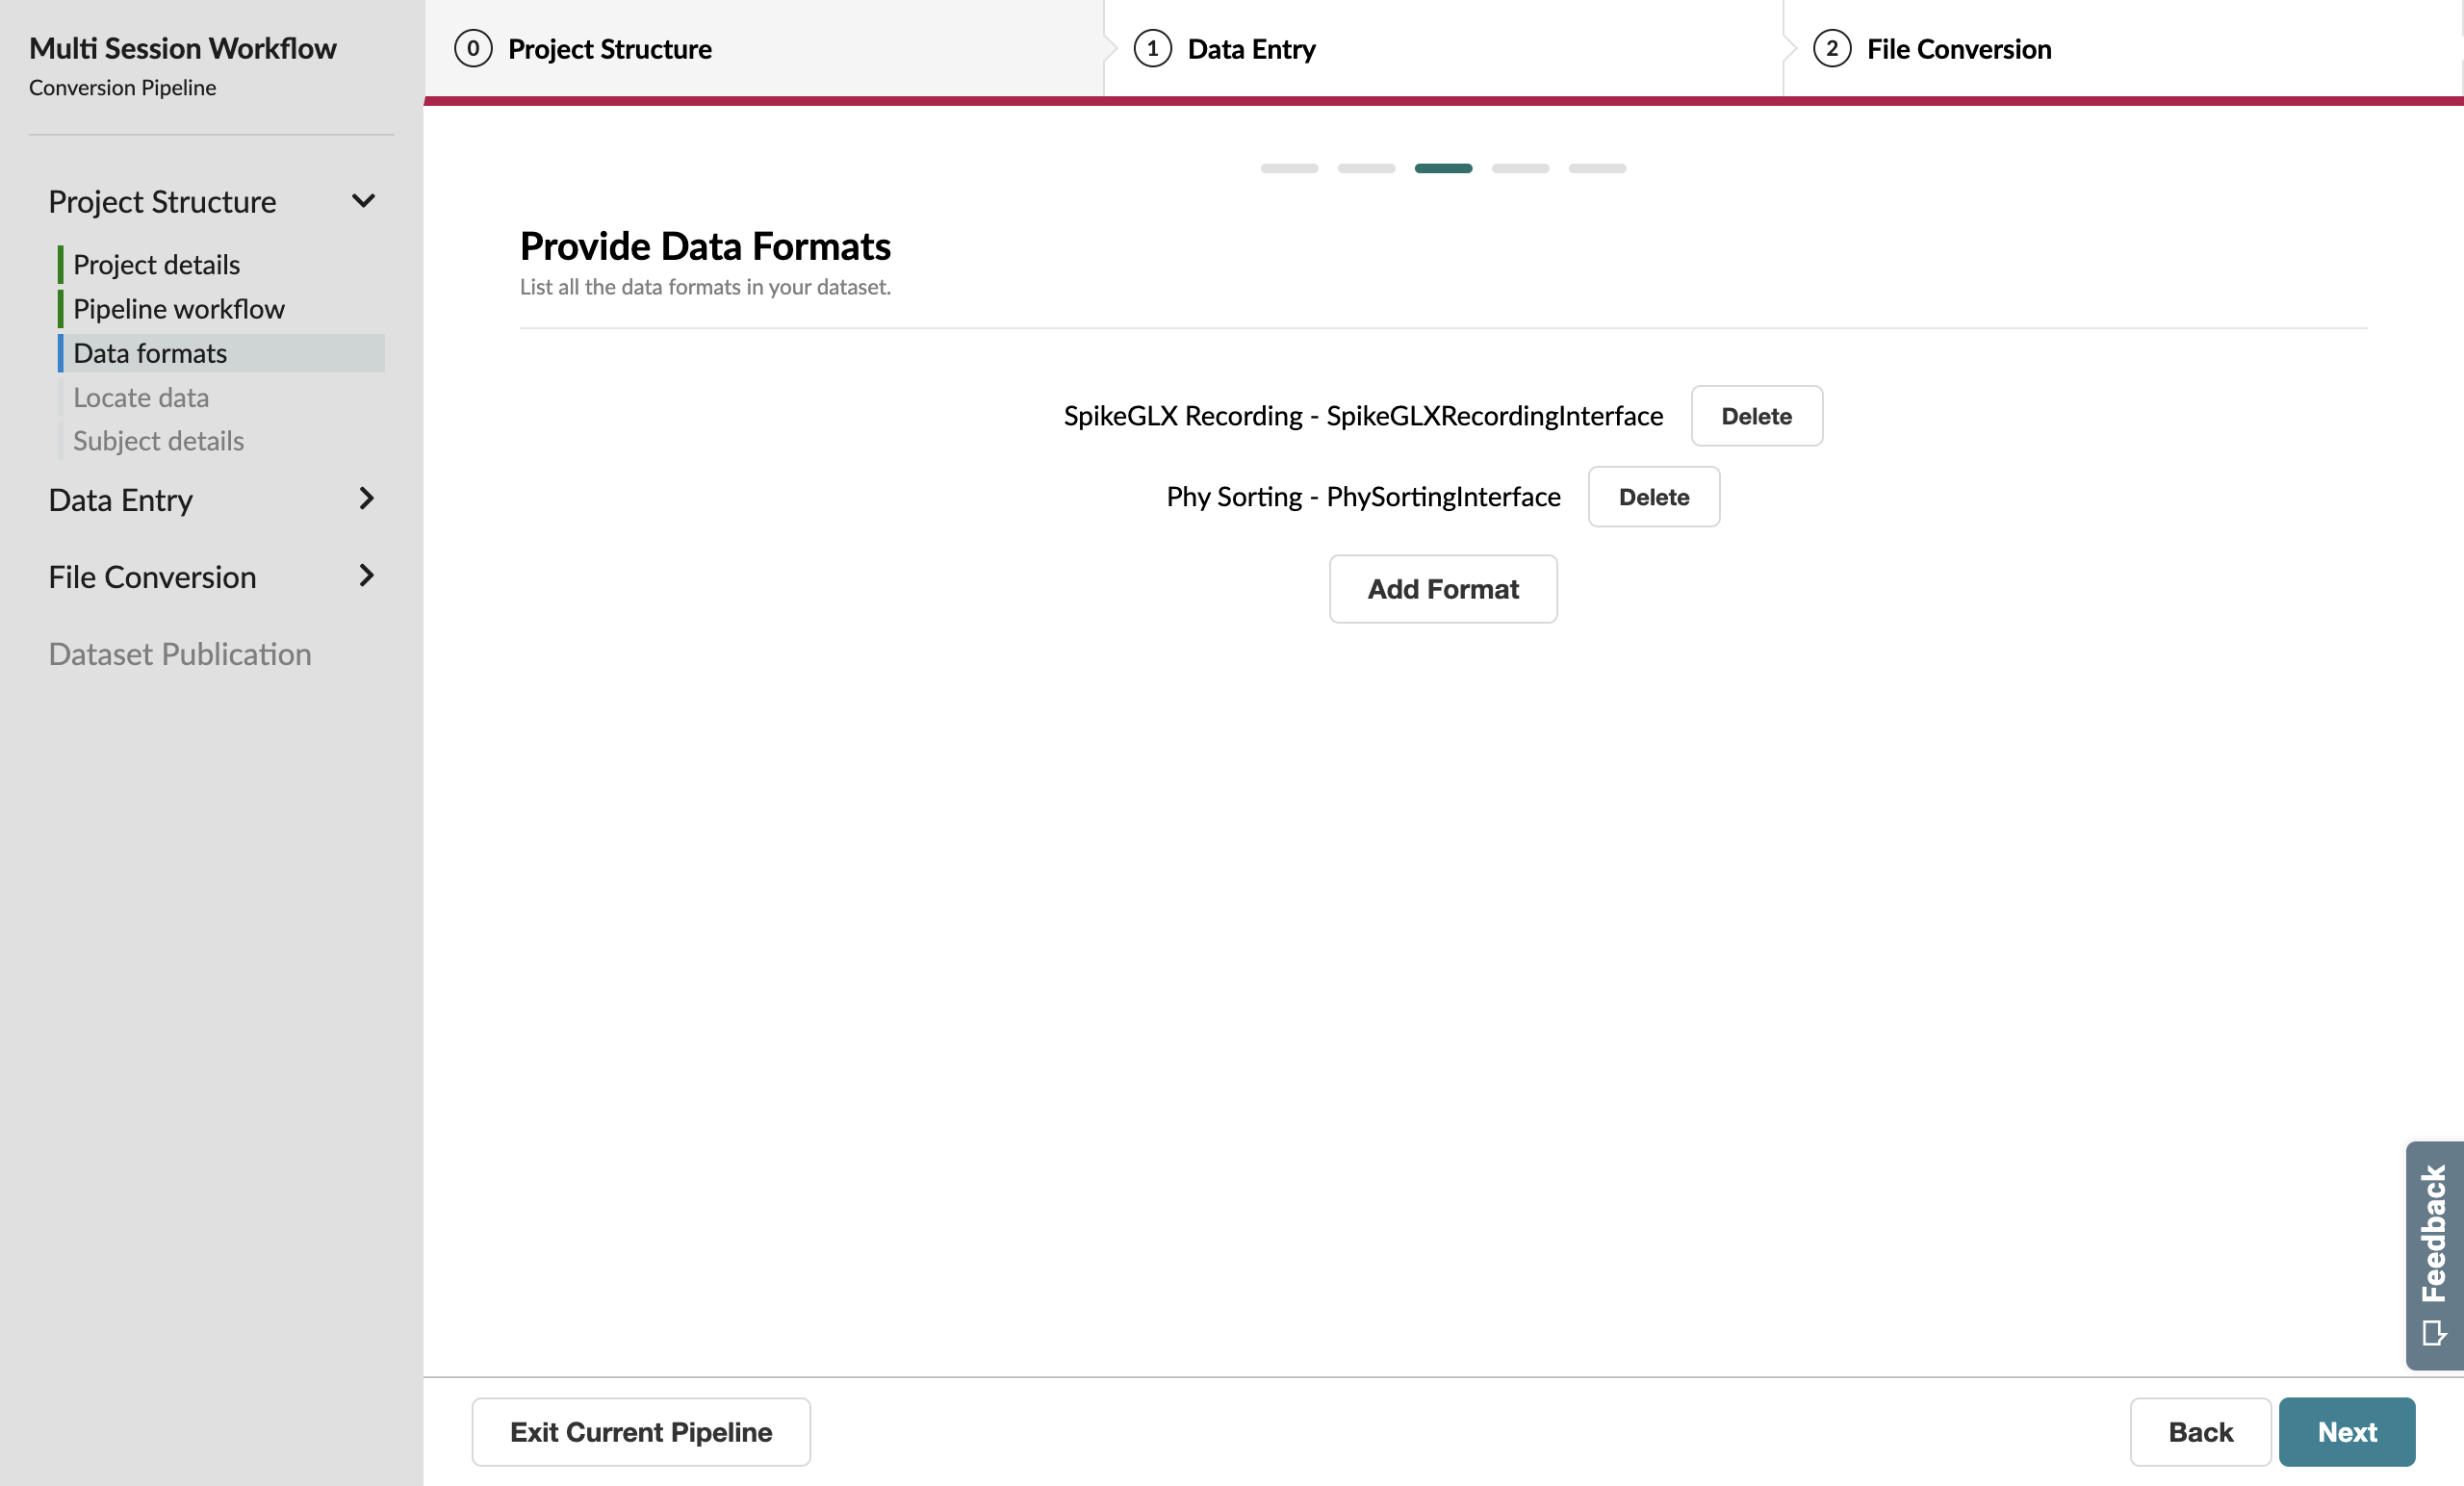 Multi Session Workflow
Conversion Pipeline
Project Structure
Project details
Pipeline workflow
Data formats
Locate data
Subject details
Data Entry
File Conversion
Dataset Publication
0 Project Structure
1 Data Entry
2 File Conversion
Provide Data Formats
List all the data formats in your dataset.
SpikeGLX Recording - SpikeGLXRecordingInterface Delete
Phy Sorting - PhySortingInterface Delete
Add Format
Feedback
Exit Current Pipeline
Back
Next